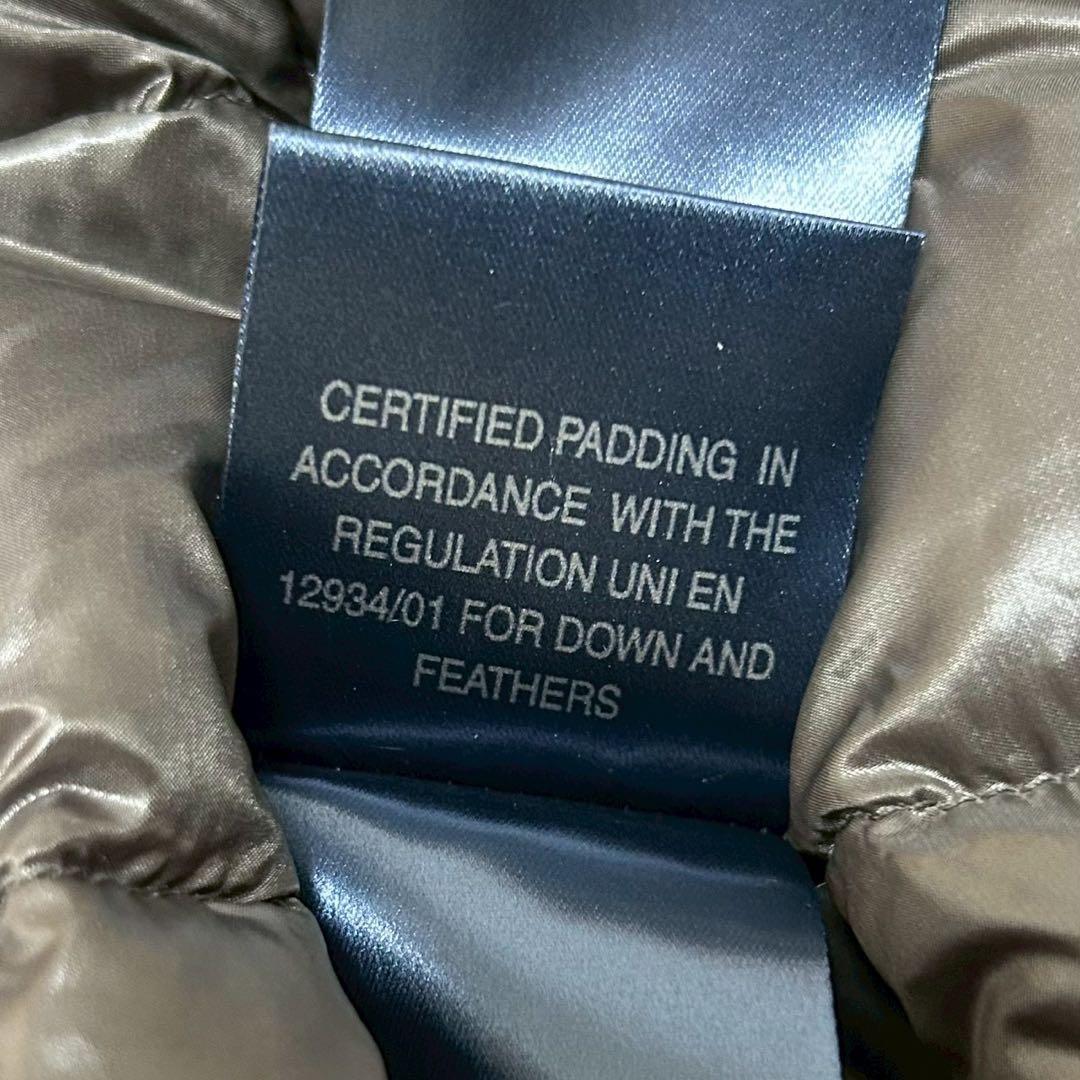 CERTIFIED PADDING IN
ACCORDANCE WITH THE
REGULATION UNI EN
12934/01 FOR DOWN AND
FEATHERS